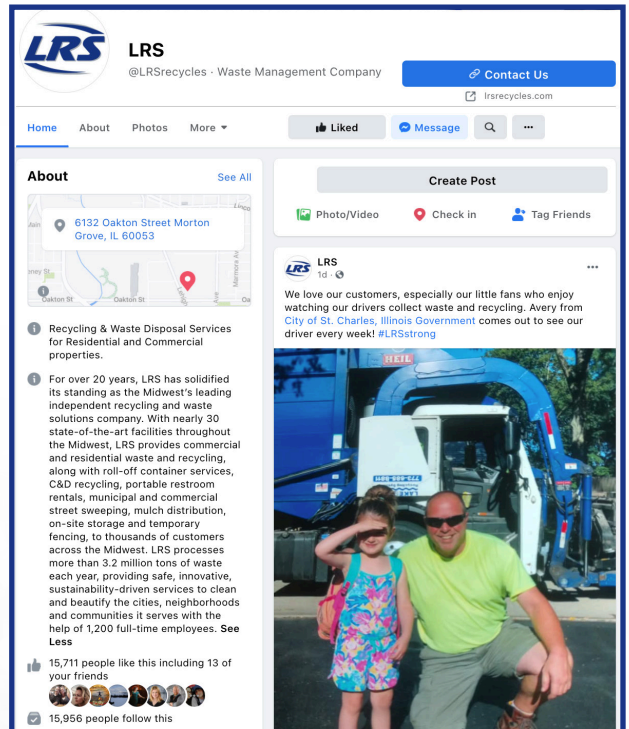 LRS
LRS
@LRSrecycles · Waste Management Company
Contact Us
lrsrecycles.com
Home About Photos More
Liked
Message
About
See All
6132 Oakton Street Morton
Grove, IL 60053
Oakton St
Oakton St
Recycling & Waste Disposal Services
for Residential and Commercial
properties.
For over 20 years, LRS has solidified
its standing as the Midwest's leading
independent recycling and waste
solutions company. With nearly 30
state-of-the-art facilities throughout
the Midwest, LRS provides commercial
and residential waste and recycling,
along with roll-off container services,
C&D recycling, portable restroom
rentals, municipal and commercial
street sweeping, mulch distribution,
on-site storage and temporary
fencing, to thousands of customers
across the Midwest. LRS processes
more than 3.2 million tons of waste
each year, providing safe, innovative,
sustainability-driven services to clean
and beautify the cities, neighborhoods
and communities it serves with the
help of 1,200 full-time employees. See
Less
15,711 people like this including 13 of
your friends
15,956 people follow this
Create Post
Photo/Video
Check in
Tag Friends
LRS
LRS
1d ·
We love our customers, especially our little fans who enjoy
watching our drivers collect waste and recycling. Avery from
City of St. Charles, Illinois Government comes out to see our
driver every week! #LRSstrong
HEIL